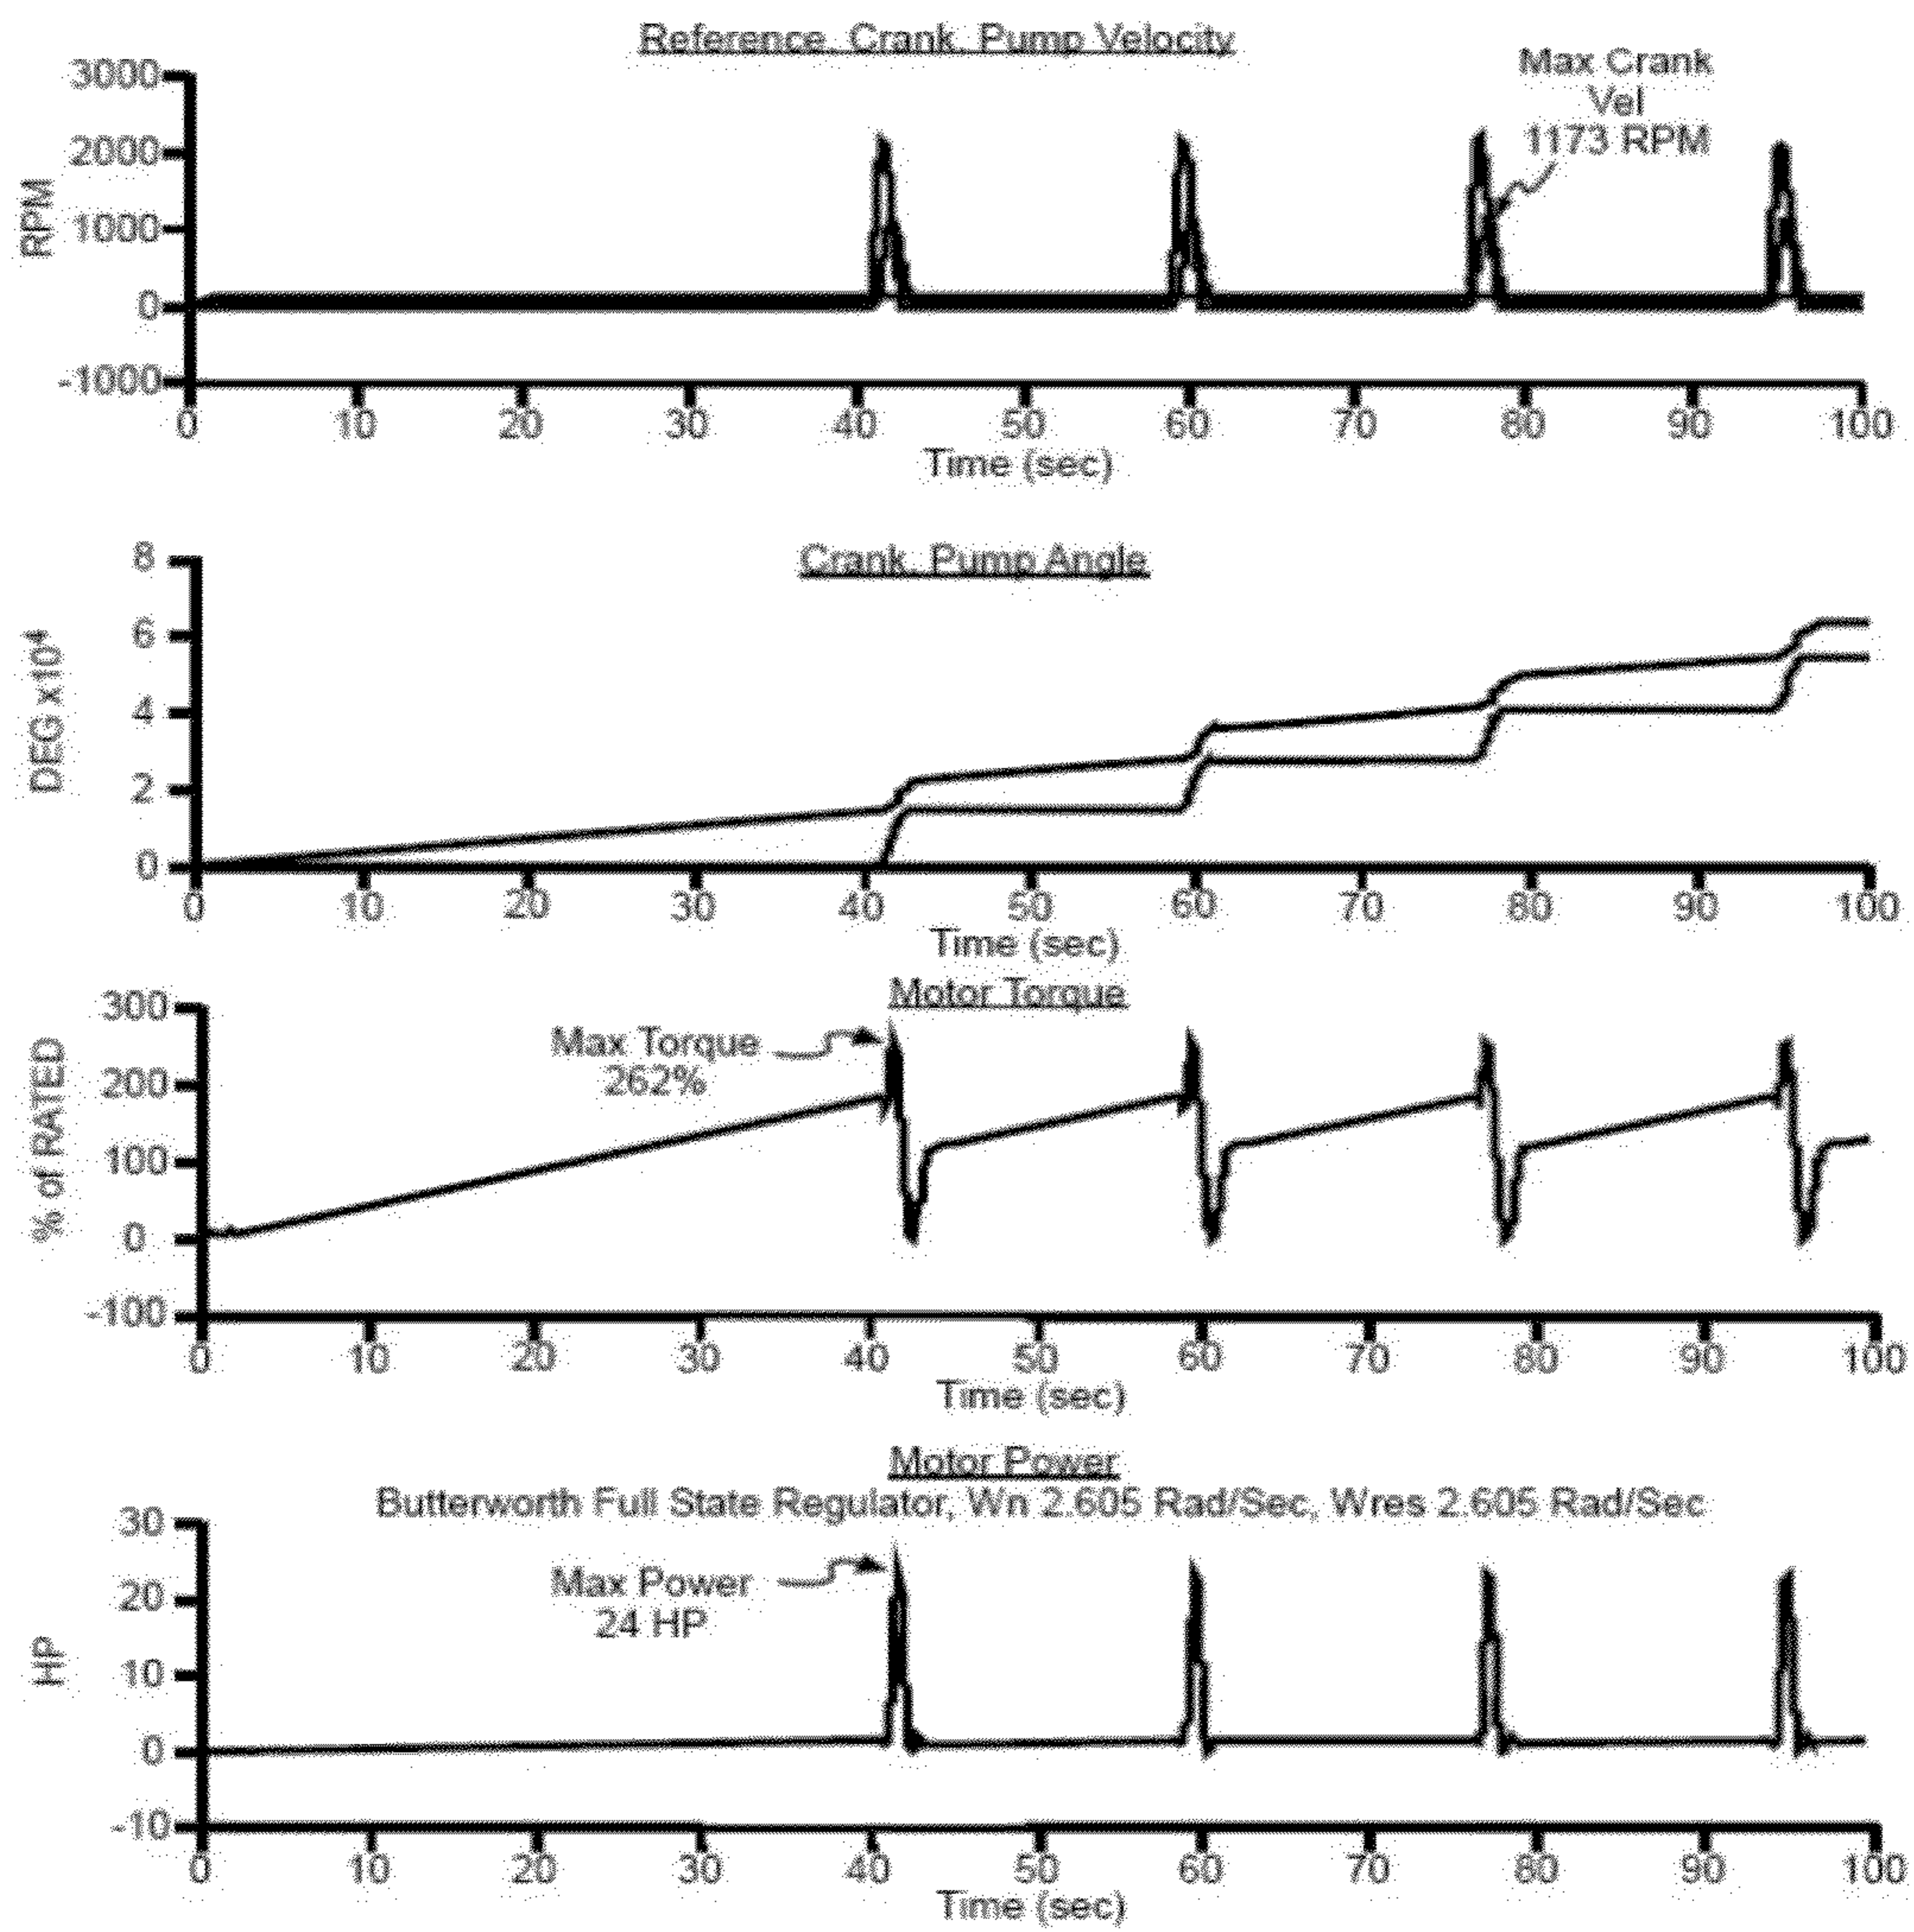 Reference, Crank, Pump Velocity
Max Crank
Vel
1173 RPM
RPM
3000
2000
1000
0
-1000
0 10 20 30 40 50 60 70 80 90 100
Time (sec)
Crank, Pump Angle
DEG x10⁴
8
6
4
2
0
0 10 20 30 40 50 60 70 80 90 100
Time (sec)
Motor Torque
Max Torque
262%
% of RATED
300
200
100
0
-100
0 10 20 30 40 50 60 70 80 90 100
Time (sec)
Motor Power
Butterworth Full State Regulator, Wn 2.605 Rad/Sec, Wres 2.605 Rad/Sec
Max Power
24 HP
HP
30
20
10
0
-10
0 10 20 30 40 50 60 70 80 90 100
Time (sec)